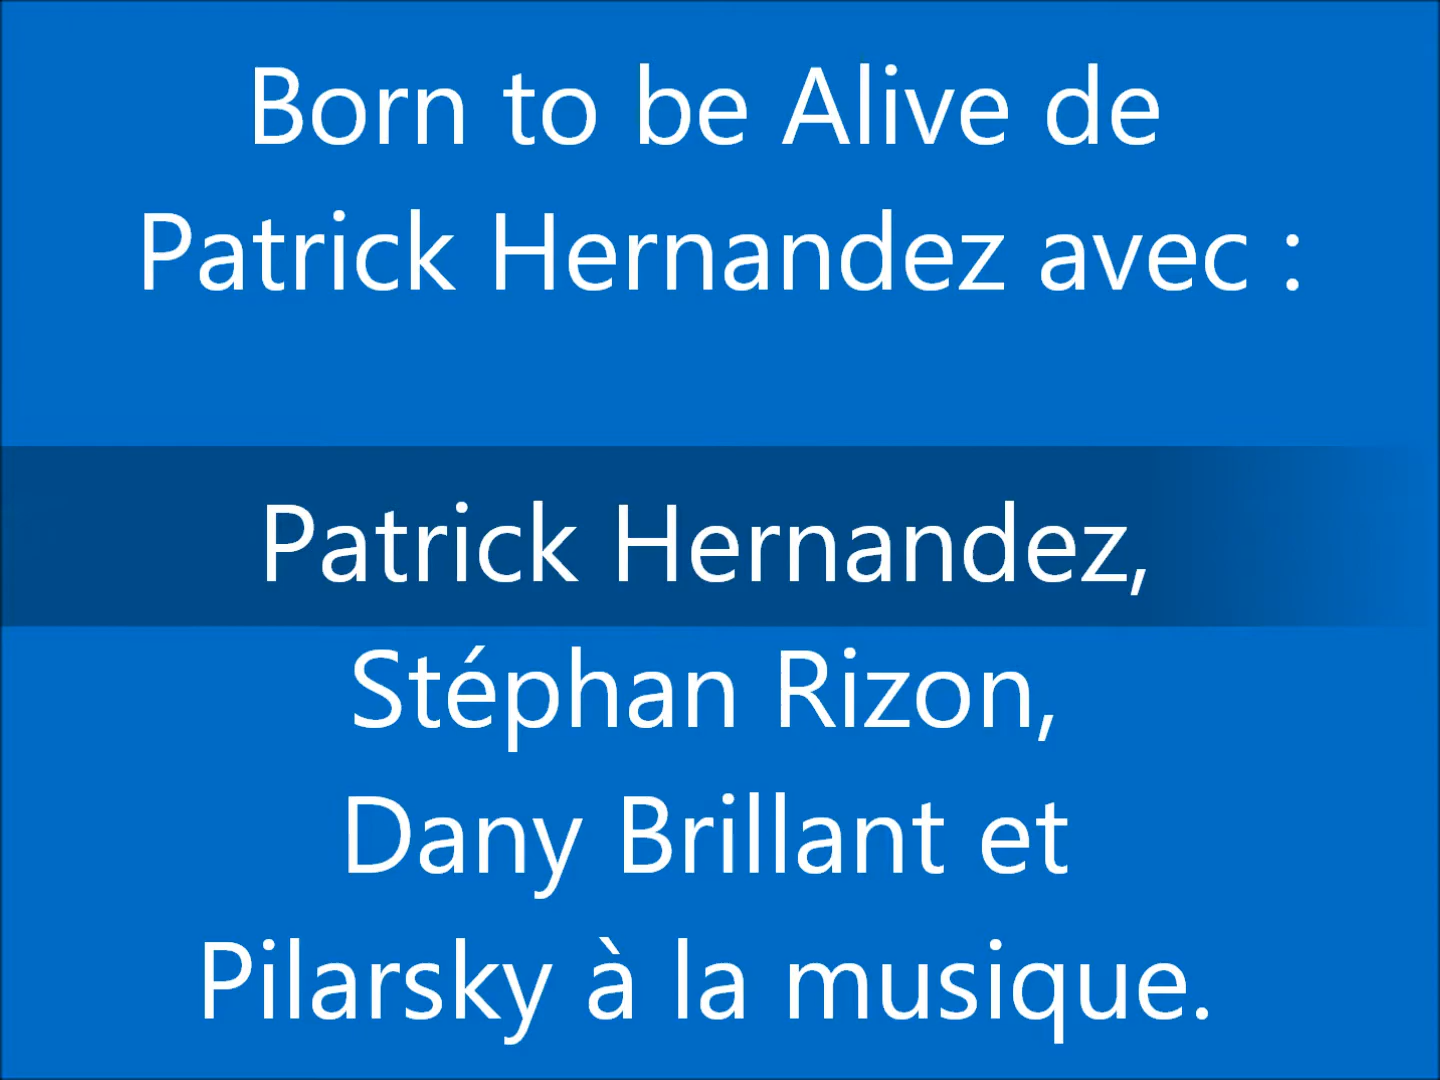 Born to be Alive de
Patrick Hernandez avec :
Patrick Hernandez,
Stéphan Rizon,
Dany Brillant et
Pilarsky à la musique.